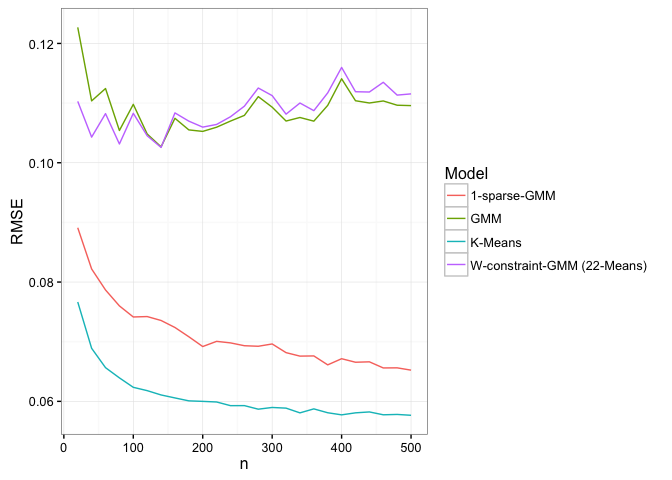 0.12
0.10
0.08
0.06
RMSE
0 100 200 300 400 500
n
Model
1-sparse-GMM
GMM
K-Means
W-constraint-GMM (22-Means)